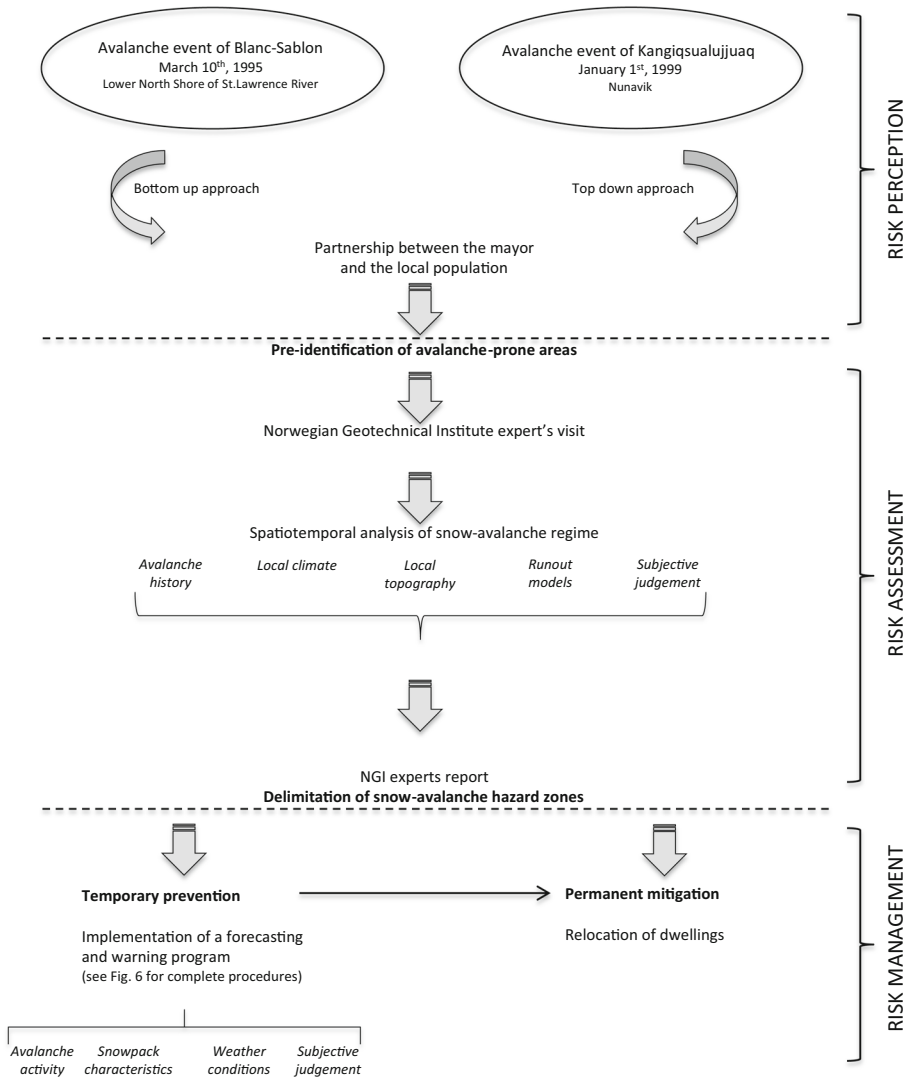 Avalanche event of Blanc-Sablon
March 10th, 1995
Lower North Shore of St.Lawrence River
Avalanche event of Kangiqsualujjuaq
January 1st, 1999
Nunavik
Bottom up approach
Top down approach
Partnership between the mayor
and the local population
RISK PERCEPTION
Pre-identification of avalanche-prone areas
Norwegian Geotechnical Institute expert's visit
Spatiotemporal analysis of snow-avalanche regime
Avalanche
history
Local climate
Local
topography
Runout
models
Subjective
judgement
RISK ASSESSMENT
NGI experts report
Delimitation of snow-avalanche hazard zones
Temporary prevention
Implementation of a forecasting
and warning program
(see Fig. 6 for complete procedures)
Permanent mitigation
Relocation of dwellings
Avalanche
activity
Snowpack
characteristics
Weather
conditions
Subjective
judgement
RISK MANAGEMENT